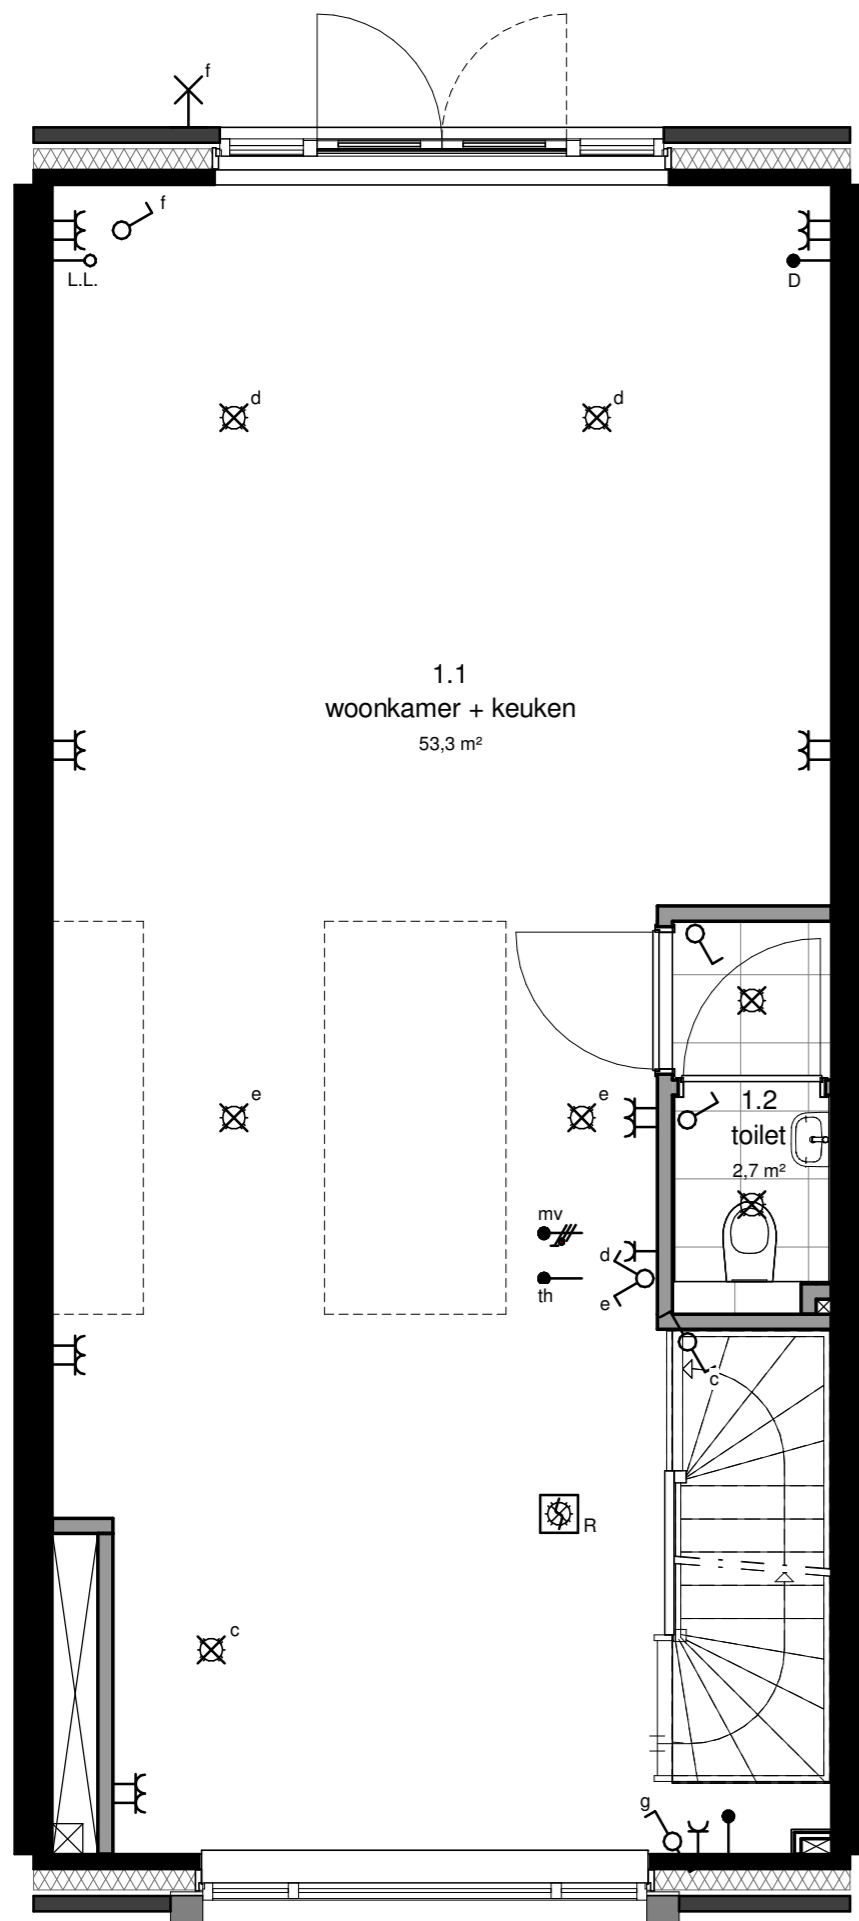 f
f
L.L.
D
d
d
1.1
woonkamer + keuken
53,3 m²
e
e
1.2
toilet
2,7 m²
mv
d
th
e
c
R
c
g